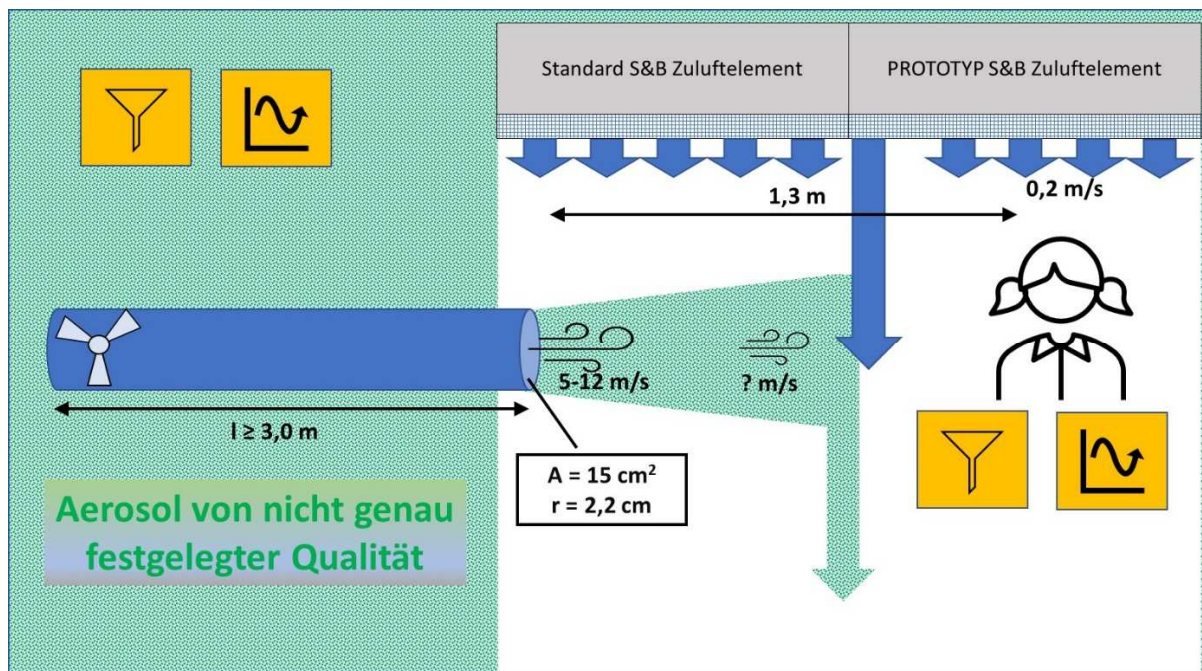 Standard S&B Zuluftelement
PROTOTYP S&B Zuluftelement
1,3 m
0,2 m/s
5-12 m/s
? m/s
l ≥ 3,0 m
A = 15 cm²
r = 2,2 cm
Aerosol von nicht genau
festgelegter Qualität